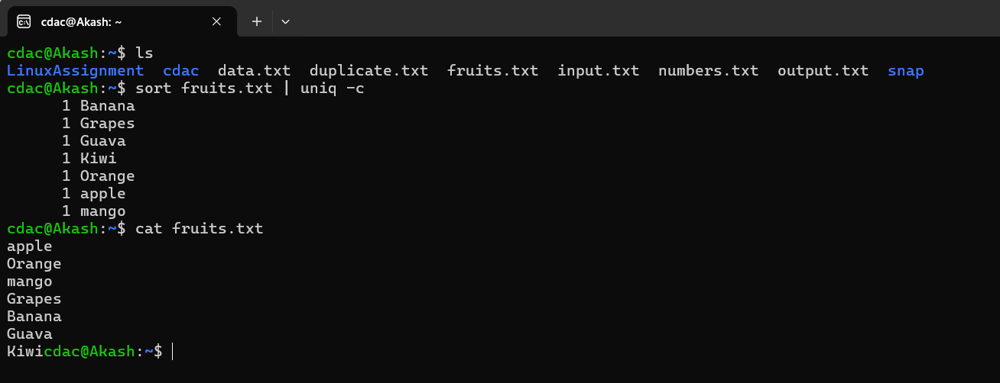 cdac@Akash: ~
cdac@Akash:~$ ls
LinuxAssignment  cdac  data.txt  duplicate.txt  fruits.txt  input.txt  numbers.txt  output.txt  snap
cdac@Akash:~$ sort fruits.txt | uniq -c
      1 Banana
      1 Grapes
      1 Guava
      1 Kiwi
      1 Orange
      1 apple
      1 mango
cdac@Akash:~$ cat fruits.txt
apple
Orange
mango
Grapes
Banana
Guava
Kiwicdac@Akash:~$